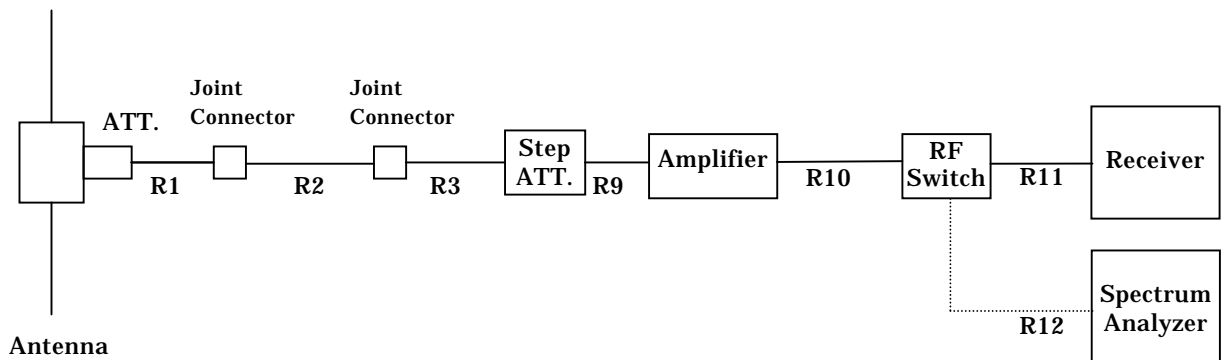 Joint
Connector
Joint
Connector
ATT.
Step
ATT.
Amplifier
RF
Switch
Receiver
R1
R2
R3
R9
R10
R11
Spectrum
Analyzer
R12
Antenna